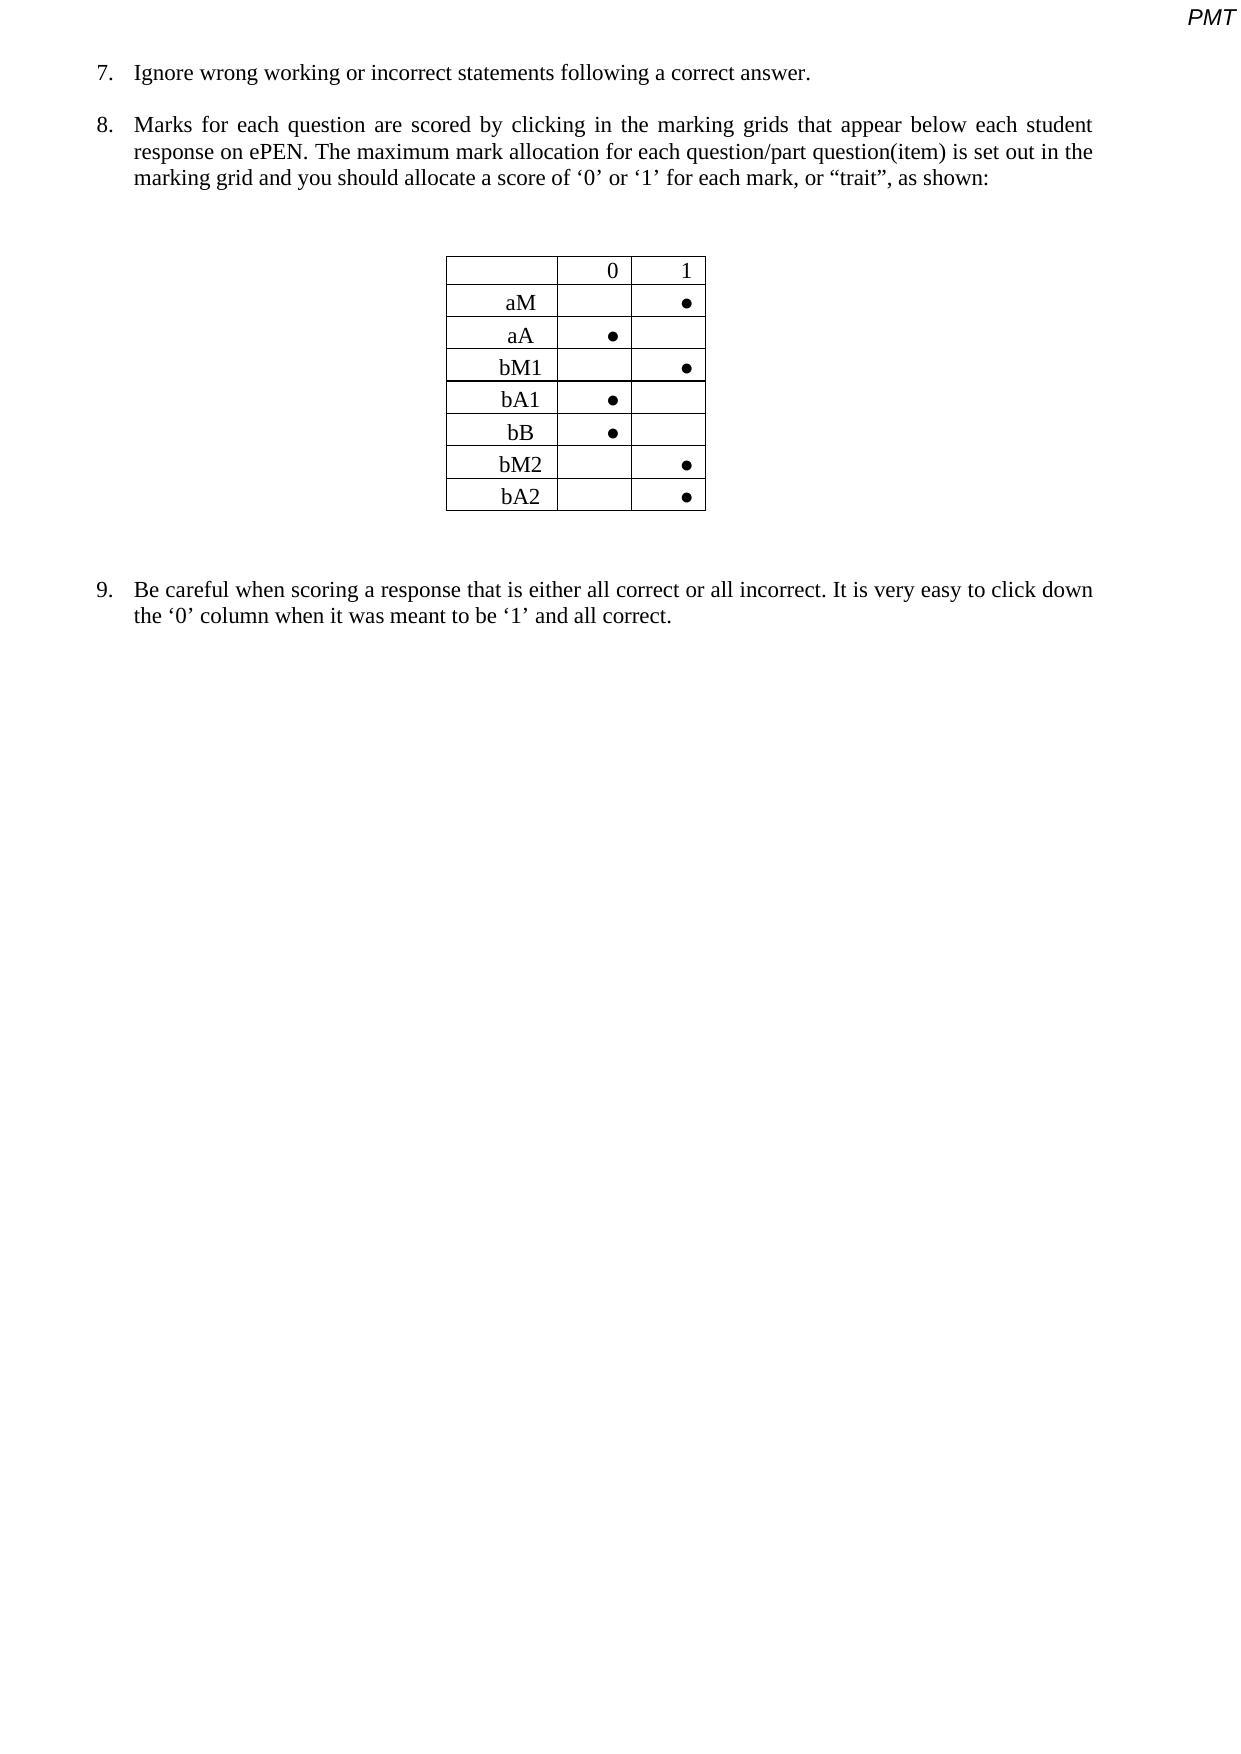 PMT
7. Ignore wrong working or incorrect statements following a correct answer.
8. Marks for each question are scored by clicking in the marking grids that appear below each student
response on ePEN. The maximum mark allocation for each question/part question(item) is set out in the
marking grid and you should allocate a score of ‘0’ or ‘1’ for each mark, or “trait”, as shown:
0 1
aM ●
aA ●
bM1 ●
bA1 ●
bB ●
bM2 ●
bA2 ●
9. Be careful when scoring a response that is either all correct or all incorrect. It is very easy to click down
the ‘0’ column when it was meant to be ‘1’ and all correct.